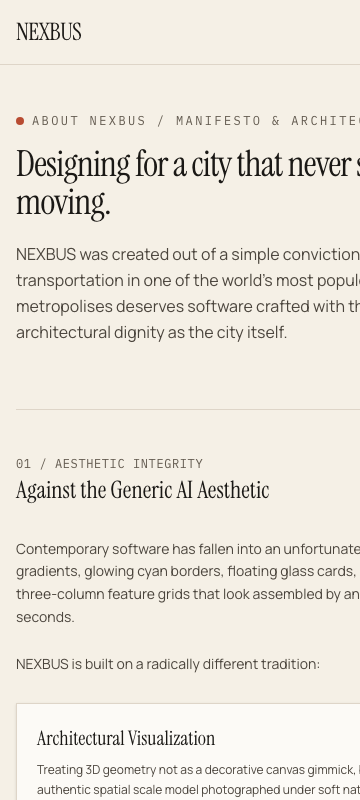 NEXBUS
ABOUT NEXBUS / MANIFESTO & ARCHITE
Designing for a city that never
moving.
NEXBUS was created out of a simple conviction
transportation in one of the world's most
metropolises deserves software crafted with
architectural dignity as the city itself.
01 / AESTHETIC INTEGRITY
Against the Generic AI Aesthetic
Contemporary software has fallen into an unfortunate
gradients, glowing cyan borders, floating glass cards,
three-column feature grids that look assembled by an
seconds.
NEXBUS is built on a radically different tradition:
Architectural Visualization
Treating 3D geometry not as a decorative canvas gimmick,
authentic spatial scale model photographed under soft